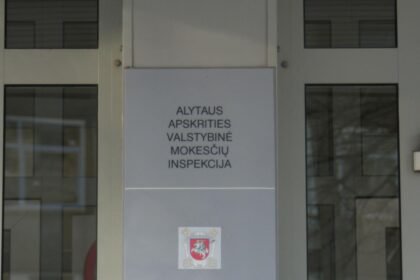 ALYTAUS
APSKRITIES
VALSTYBINĖ
MOKESČIŲ
INSPEKCIJA